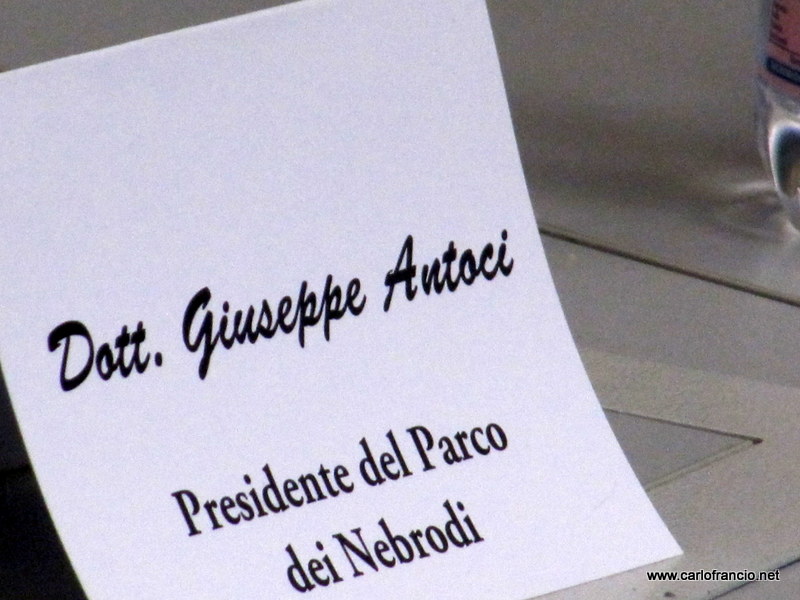 Dott. Giuseppe Antoci
Presidente del Parco
dei Nebrodi
www.carlofrancio.net